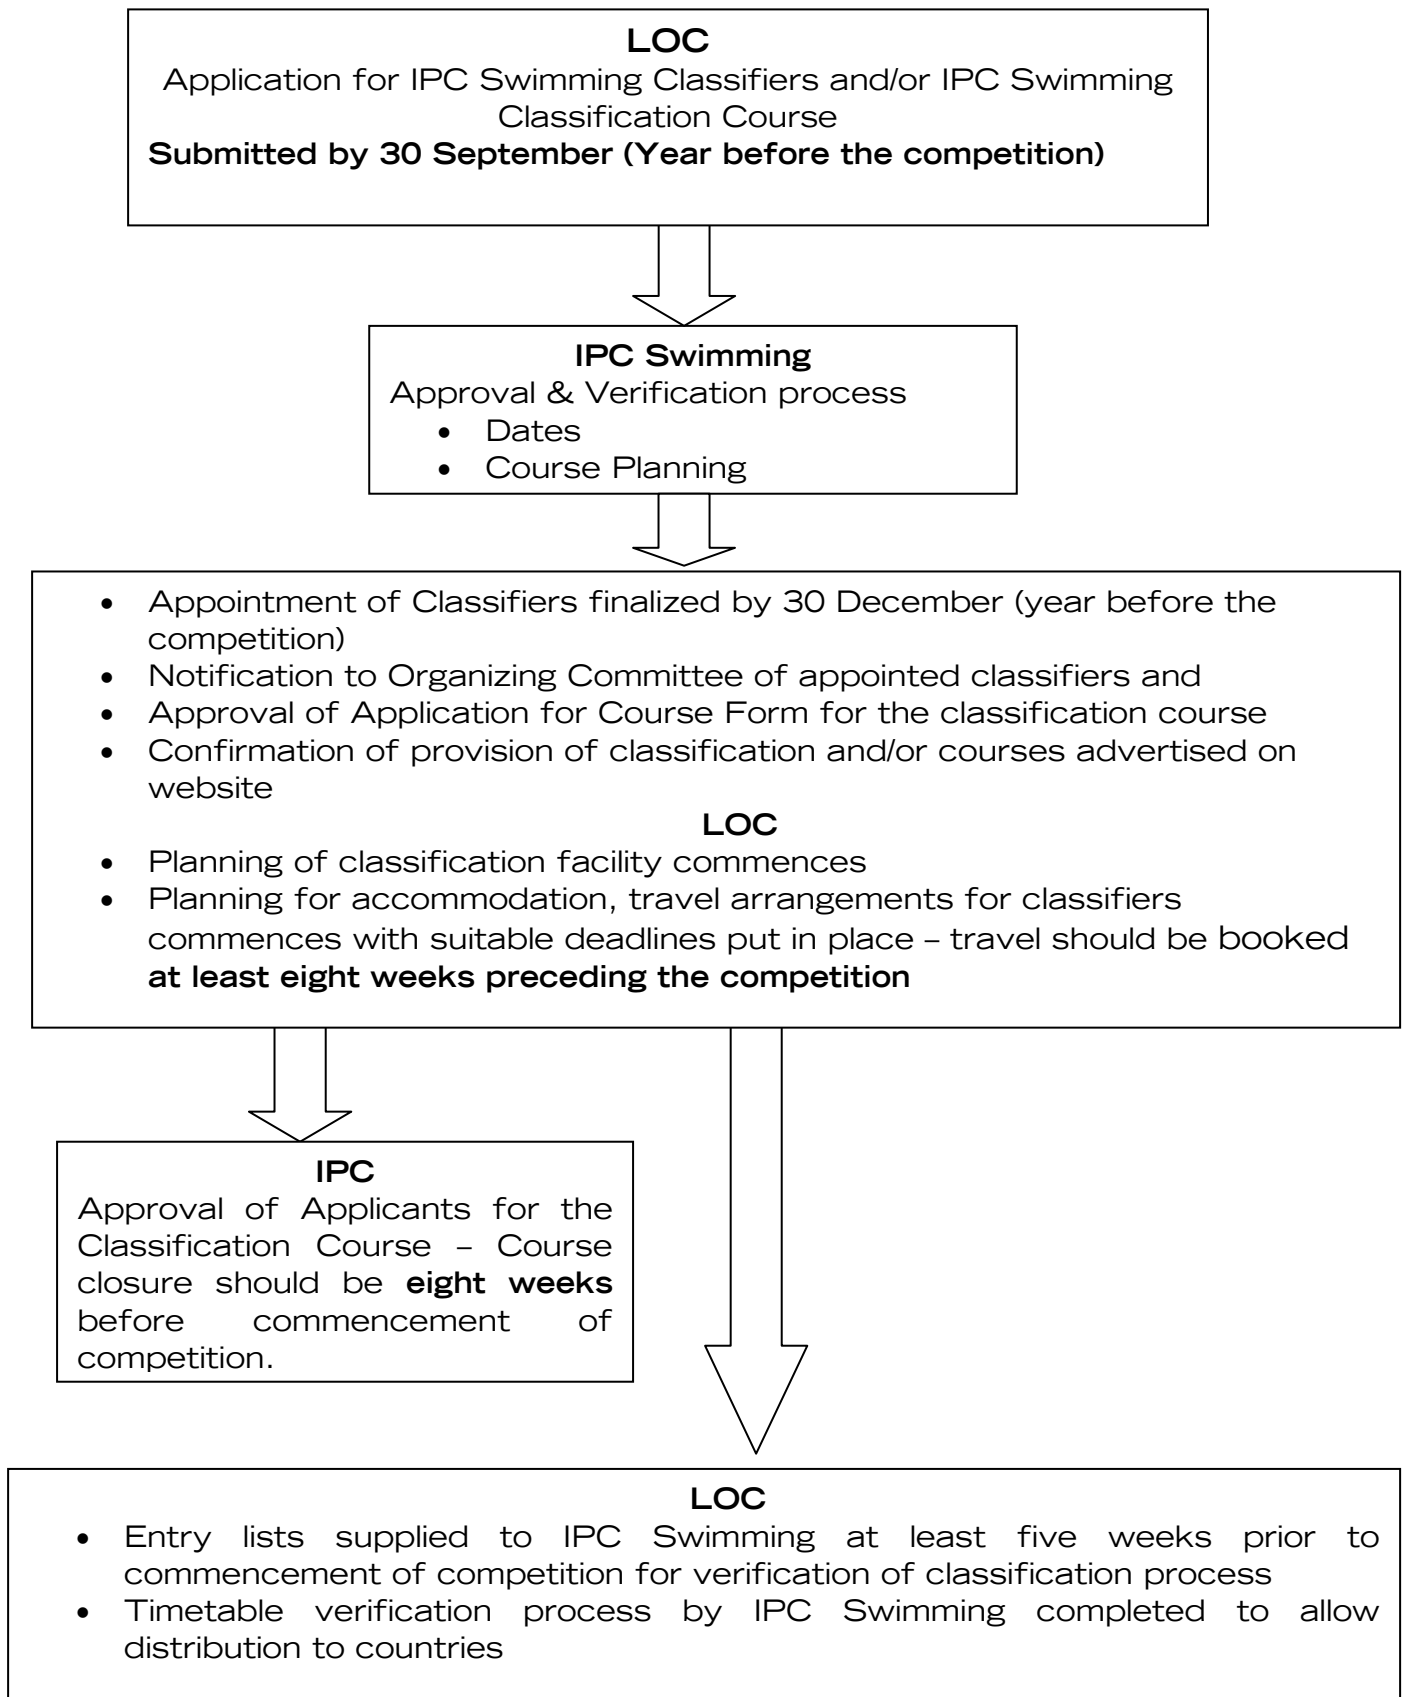 LOC
Application for IPC Swimming Classifiers and/or IPC Swimming
Classification Course
Submitted by 30 September (Year before the competition)
IPC Swimming
Approval & Verification process
• Dates
• Course Planning
• Appointment of Classifiers finalized by 30 December (year before the
competition)
• Notification to Organizing Committee of appointed classifiers and
• Approval of Application for Course Form for the classification course
• Confirmation of provision of classification and/or courses advertised on
website
LOC
• Planning of classification facility commences
• Planning for accommodation, travel arrangements for classifiers
commences with suitable deadlines put in place – travel should be booked
at least eight weeks preceding the competition
IPC
Approval of Applicants for the
Classification Course – Course
closure should be eight weeks
before commencement of
competition.
LOC
• Entry lists supplied to IPC Swimming at least five weeks prior to
commencement of competition for verification of classification process
• Timetable verification process by IPC Swimming completed to allow
distribution to countries